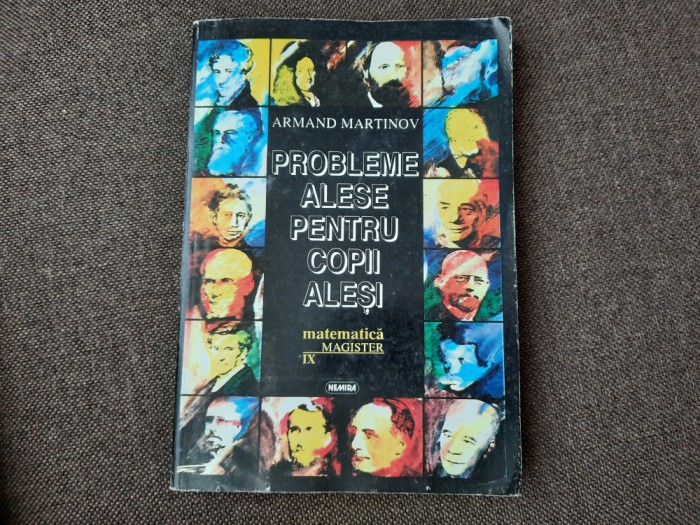 ARMAND MARTINOV
PROBLEME
ALESE
PENTRU
COPII
ALEȘI
matematică
MAGISTER
IX
NEMIRA